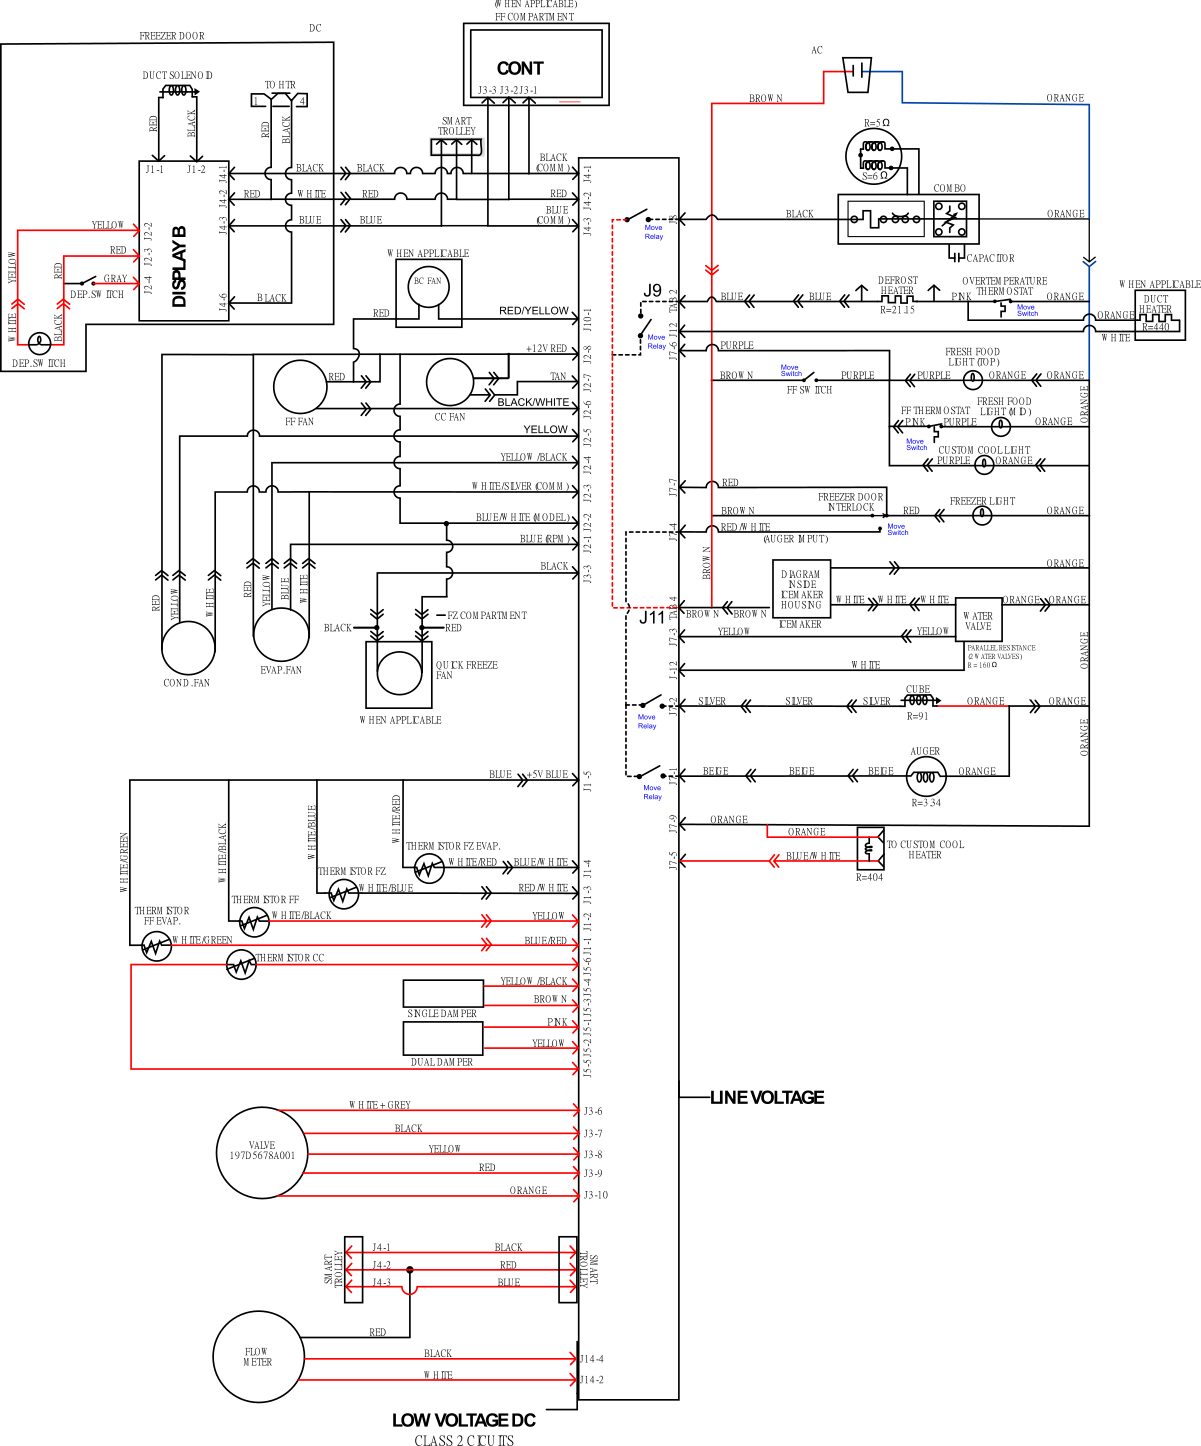 (WHEN APPLICABLE)
FF COMPARTMENT
DC
FREEZER DOOR
CONT
J3-3 J3-2 J3-1
AC
DUCT SOLENOID
TO HTR
1
4
RED
BLACK
RED
BLACK
SMART
TROLLEY
BROWN
ORANGE
R=5 Ω
S=6 Ω
J1-1
J1-2
J4-1
BLACK
BLACK
BLACK
(COMM)
J4-1
J4-2
RED
WHITE
RED
RED
J4-2
COMBO
J4-3
BLUE
BLUE
BLUE
(COMM)
J4-3
Move
Relay
J8
BLACK
ORANGE
CAPACITOR
YELLOW
J2-2
YELLOW
RED
J2-3
RED
GRAY
J2-4
DEP.SWITCH
DISPLAY B
J4-6
BLACK
WHITE
BLACK
DEP.SWITCH
WHEN APPLICABLE
BC FAN
RED
RED/YELLOW
J10-1
J9
TAB 2
BLUE
BLUE
DEFROST
HEATER
R=21.15
PINK
OVERTEMPERATURE
THERMOSTAT
Move
Switch
ORANGE
WHEN APPLICABLE
DUCT
HEATER
ORANGE
R=440
WHITE
J12
Move
Relay
J7-6
PURPLE
+12V RED
J2-8
RED
FF FAN
CC FAN
TAN
J2-7
BLACK/WHITE
J2-6
YELLOW
J2-5
YELLOW/BLACK
J2-4
WHITE/SILVER (COMM)
J2-3
BLUE/WHITE (MODEL)
J2-2
BLUE (RPM)
J2-1
BLACK
J3-3
BROWN
Move
Switch
FF SWITCH
PURPLE
PURPLE
FRESH FOOD
LIGHT (TOP)
ORANGE
ORANGE
ORANGE
FF THERMOSTAT
PINK
PURPLE
Move
Switch
FRESH FOOD
LIGHT (MID)
ORANGE
CUSTOM COOL LIGHT
PURPLE
ORANGE
J7-7
RED
FREEZER DOOR
INTERLOCK
BROWN
RED
FREEZER LIGHT
ORANGE
J7-4
RED/WHITE
(AUGER INPUT)
Move
Switch
BROWN
DIAGRAM
INSIDE
ICEMAKER
HOUSING
ICEMAKER
ORANGE
J11
TAB 4
BROWN
BROWN
WHITE
WHITE
WATER
VALVE
ORANGE
ORANGE
J7-3
YELLOW
YELLOW
PARALLEL RESISTANCE
(2 WATER VALVES)
R = 160 Ω
J-12
WHITE
ORANGE
RED
YELLOW
WHITE
COND.FAN
RED
YELLOW
BLUE
WHITE
EVAP.FAN
FZ COMPARTMENT
BLACK
RED
QUICK FREEZE
FAN
WHEN APPLICABLE
Move
Relay
J7-2
SILVER
SILVER
SILVER
CUBE
R=91
ORANGE
ORANGE
ORANGE
Move
Relay
J7-1
BEIGE
BEIGE
BEIGE
AUGER
R=3.34
ORANGE
BLUE
+5V BLUE
J1-5
J7-9
ORANGE
ORANGE
TO CUSTOM COOL
HEATER
J7-5
BLUE/WHITE
R=404
WHITE/GREEN
WHITE/BLACK
WHITE/BLUE
WHITE/RED
THERMISTOR FZ EVAP.
WHITE/RED
BLUE/WHITE
J1-4
THERMISTOR FZ
WHITE/BLUE
RED/WHITE
J1-3
THERMISTOR FF
WHITE/BLACK
YELLOW
J1-2
THERMISTOR
FF EVAP.
WHITE/GREEN
BLUE/RED
J1-1
THERMISTOR CC
J5-6
YELLOW/BLACK
J5-4
BROWN
J5-3
SINGLE DAMPER
PINK
J5-1
YELLOW
J5-2
DUAL DAMPER
J5-5
LINE VOLTAGE
WHITE + GREY
J3-6
BLACK
J3-7
VALVE
197D5678A001
YELLOW
J3-8
RED
J3-9
ORANGE
J3-10
SMART
TROLLEY
J4-1
BLACK
J4-2
RED
J4-3
BLUE
SMART
TROLLEY
RED
FLOW
METER
BLACK
J14-4
WHITE
J14-2
LOW VOLTAGE DC
CLASS 2 CICUITS